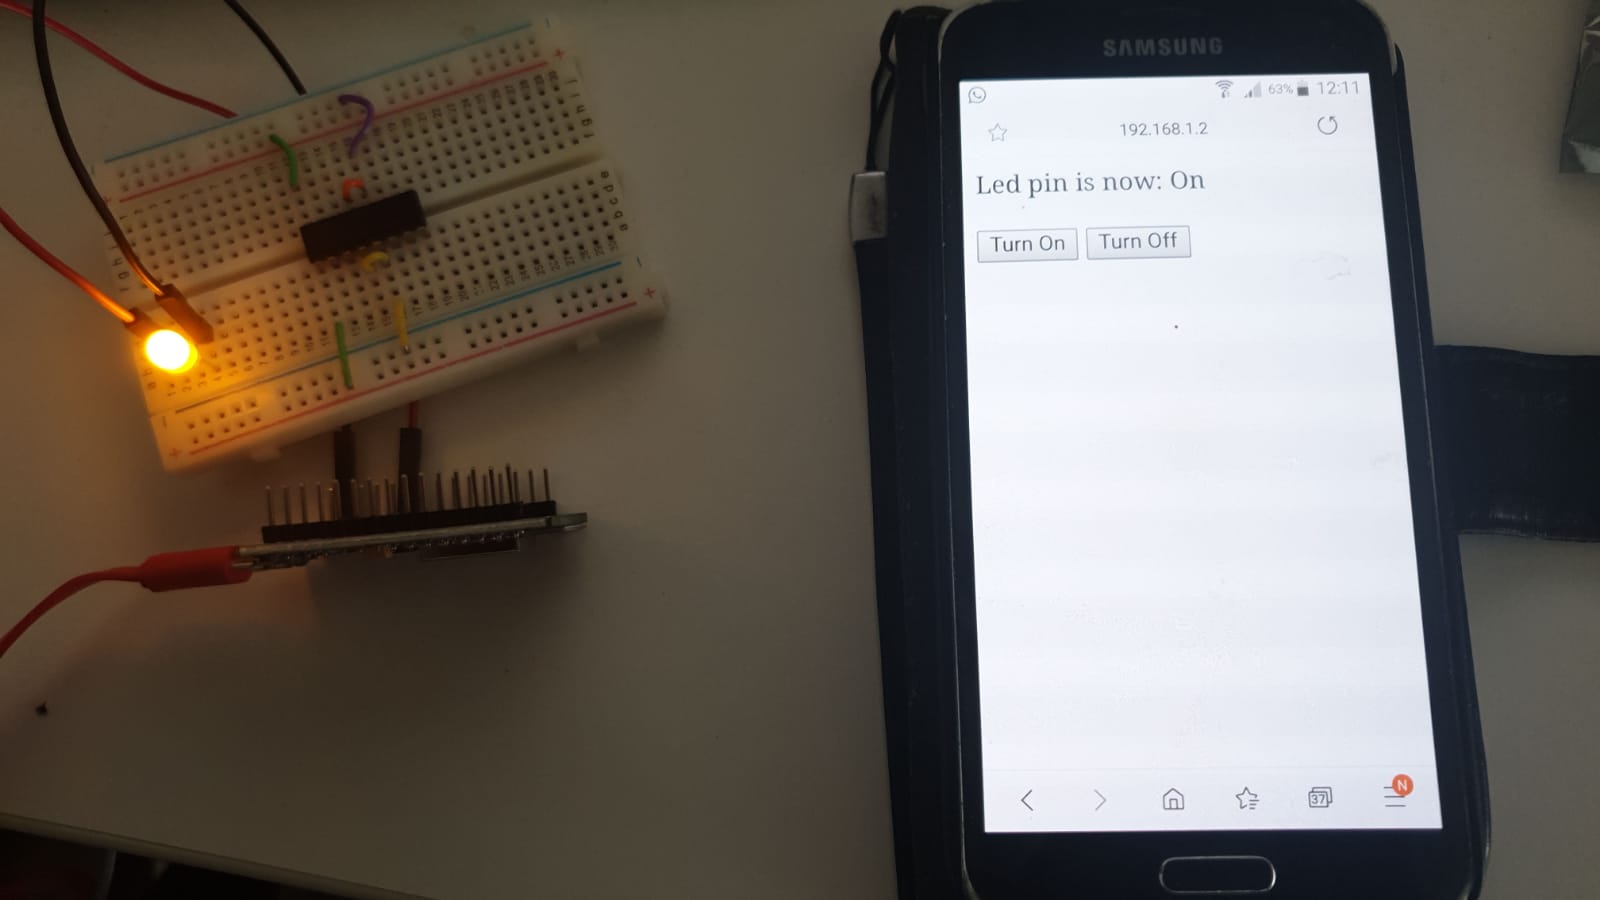 SAMSUNG
63% 12:11
192.168.1.2
Led pin is now: On
Turn On Turn Off
37
N